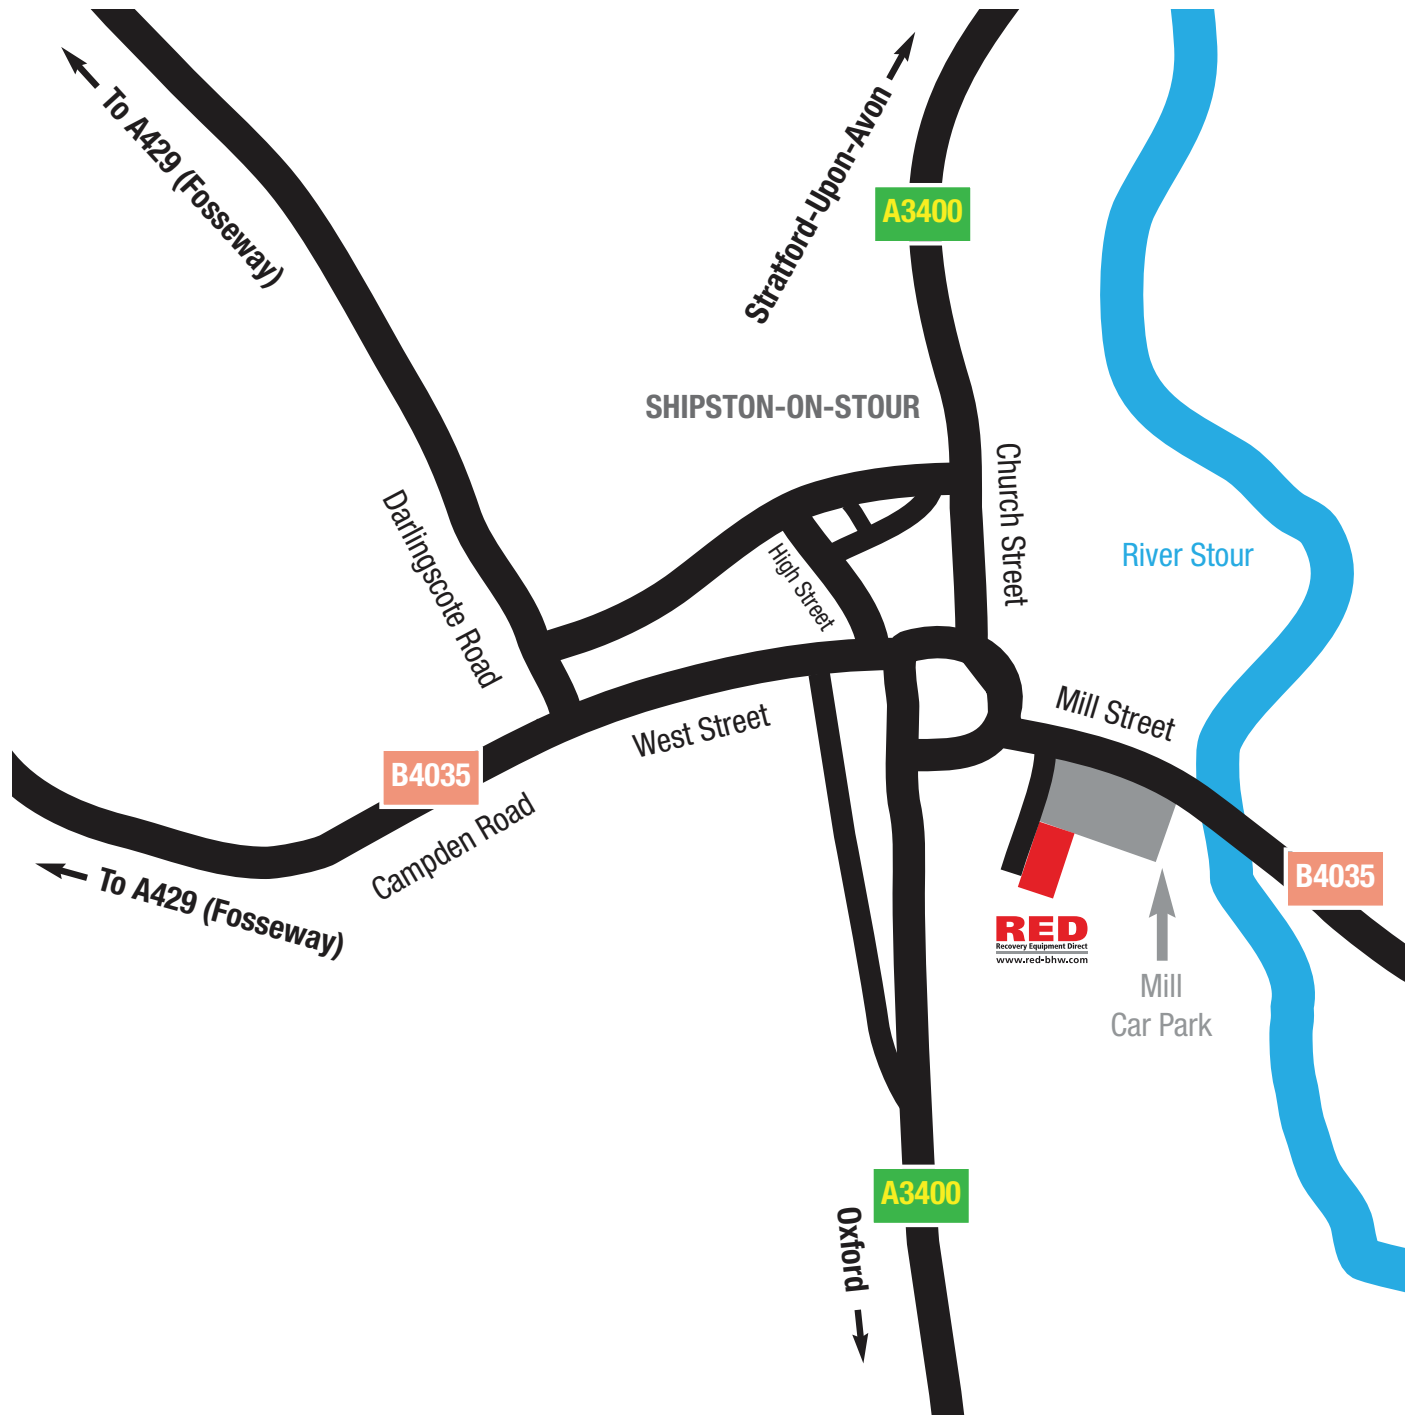 To A429 (Fosseway)
Stratford-Upon-Avon
A3400
SHIPSTON-ON-STOUR
Church Street
Darlingscote Road
High Street
River Stour
West Street
Mill Street
B4035
Campden Road
To A429 (Fosseway)
B4035
RED
Recovery Equipment Direct
www.red-bhw.com
Mill
Car Park
A3400
Oxford